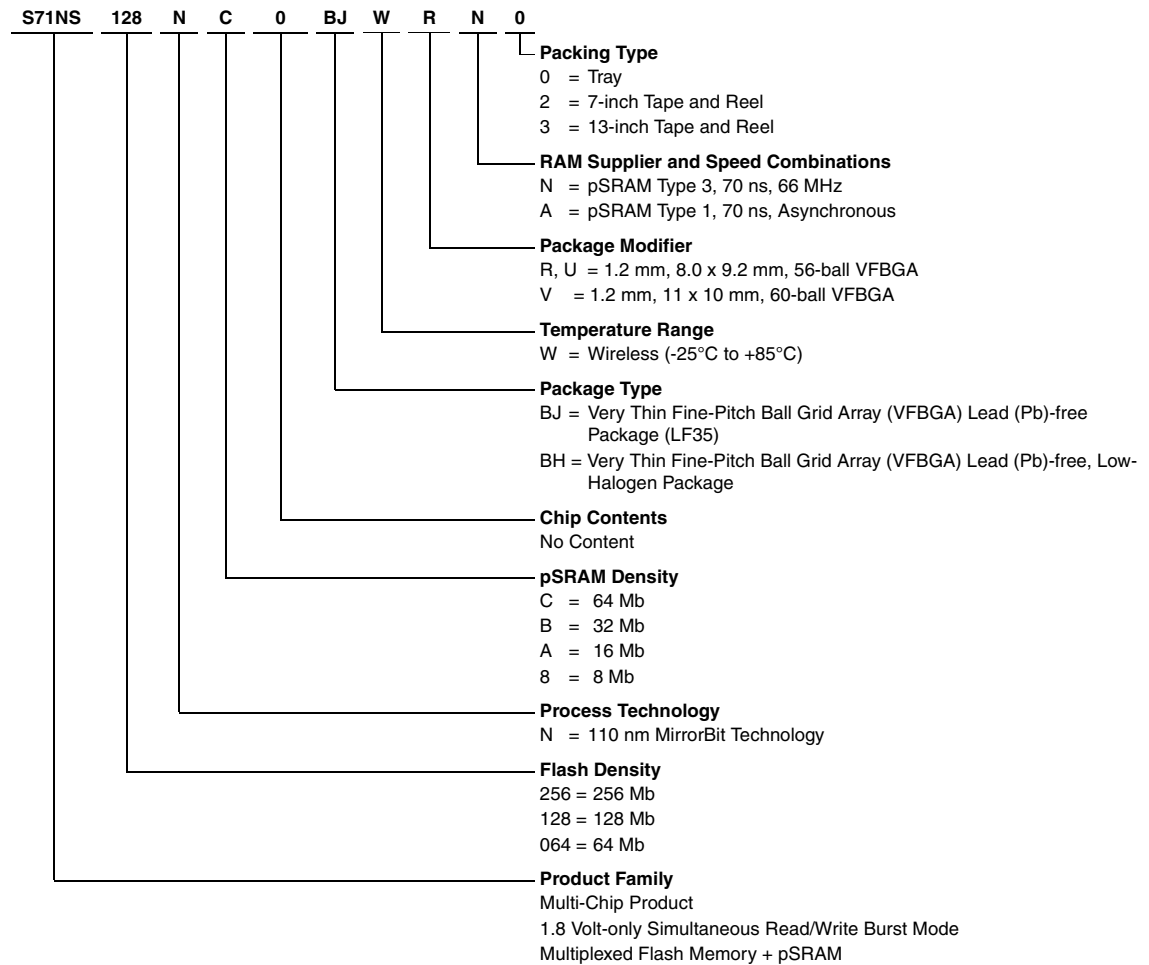 S71NS 128 N C 0 BJ W R N 0
Packing Type
0 = Tray
2 = 7-inch Tape and Reel
3 = 13-inch Tape and Reel
RAM Supplier and Speed Combinations
N = pSRAM Type 3, 70 ns, 66 MHz
A = pSRAM Type 1, 70 ns, Asynchronous
Package Modifier
R, U = 1.2 mm, 8.0 x 9.2 mm, 56-ball VFBGA
V = 1.2 mm, 11 x 10 mm, 60-ball VFBGA
Temperature Range
W = Wireless (-25°C to +85°C)
Package Type
BJ = Very Thin Fine-Pitch Ball Grid Array (VFBGA) Lead (Pb)-free
Package (LF35)
BH = Very Thin Fine-Pitch Ball Grid Array (VFBGA) Lead (Pb)-free, Low-
Halogen Package
Chip Contents
No Content
pSRAM Density
C = 64 Mb
B = 32 Mb
A = 16 Mb
8 = 8 Mb
Process Technology
N = 110 nm MirrorBit Technology
Flash Density
256 = 256 Mb
128 = 128 Mb
064 = 64 Mb
Product Family
Multi-Chip Product
1.8 Volt-only Simultaneous Read/Write Burst Mode
Multiplexed Flash Memory + pSRAM